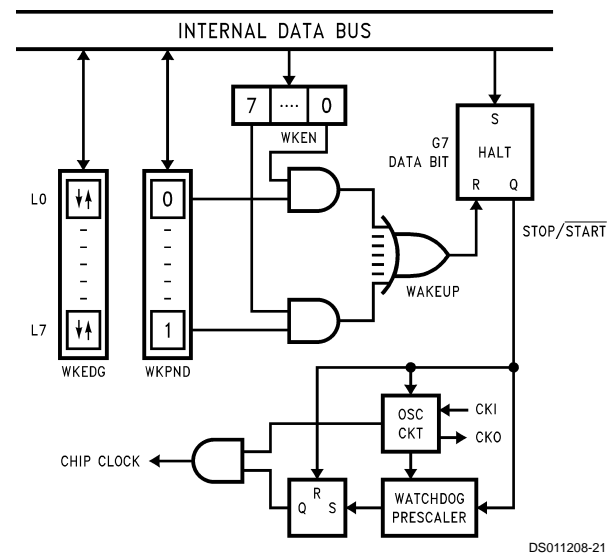 INTERNAL DATA BUS
7 .... 0
WKEN
S
HALT
R Q
G7
DATA BIT
STOP/START
L0
0
L7
1
WKEDG
WKPND
WAKEUP
OSC
CKT
CKI
CKO
CHIP CLOCK
R
Q S
WATCHDOG
PRESCALER
DS011208-21